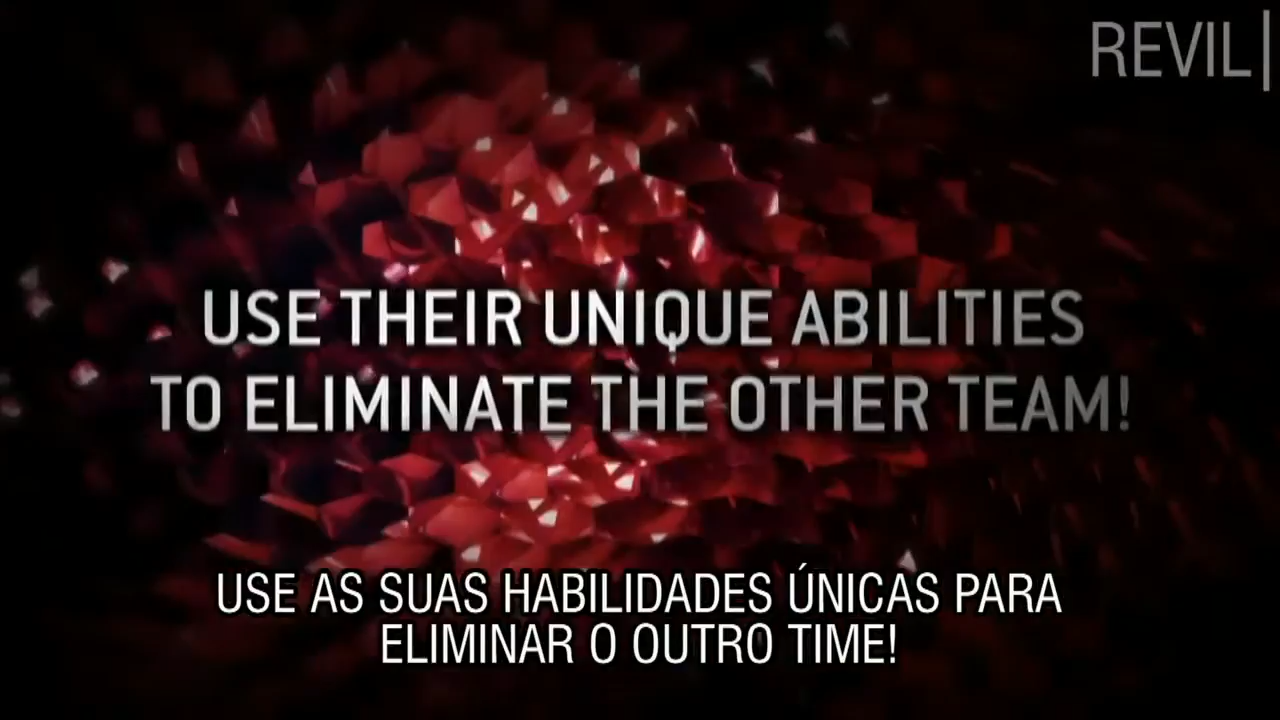 REVIL|
USE THEIR UNIQUE ABILITIES
TO ELIMINATE THE OTHER TEAM!
USE AS SUAS HABILIDADES ÚNICAS PARA
ELIMINAR O OUTRO TIME!